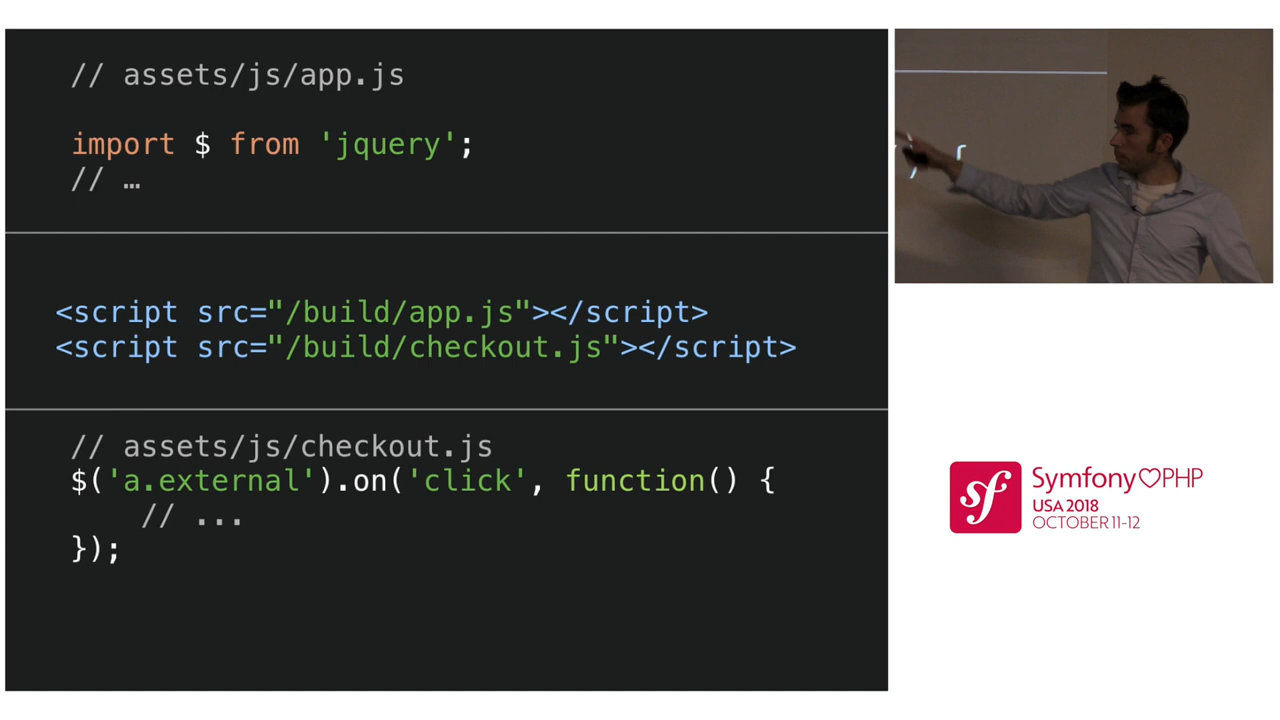 // assets/js/app.js
import $ from 'jquery';
// …
<script src="/build/app.js"></script>
<script src="/build/checkout.js"></script>
// assets/js/checkout.js
$('a.external').on('click', function() {
// ...
});
sf
Symfony♡PHP
USA 2018
OCTOBER 11-12